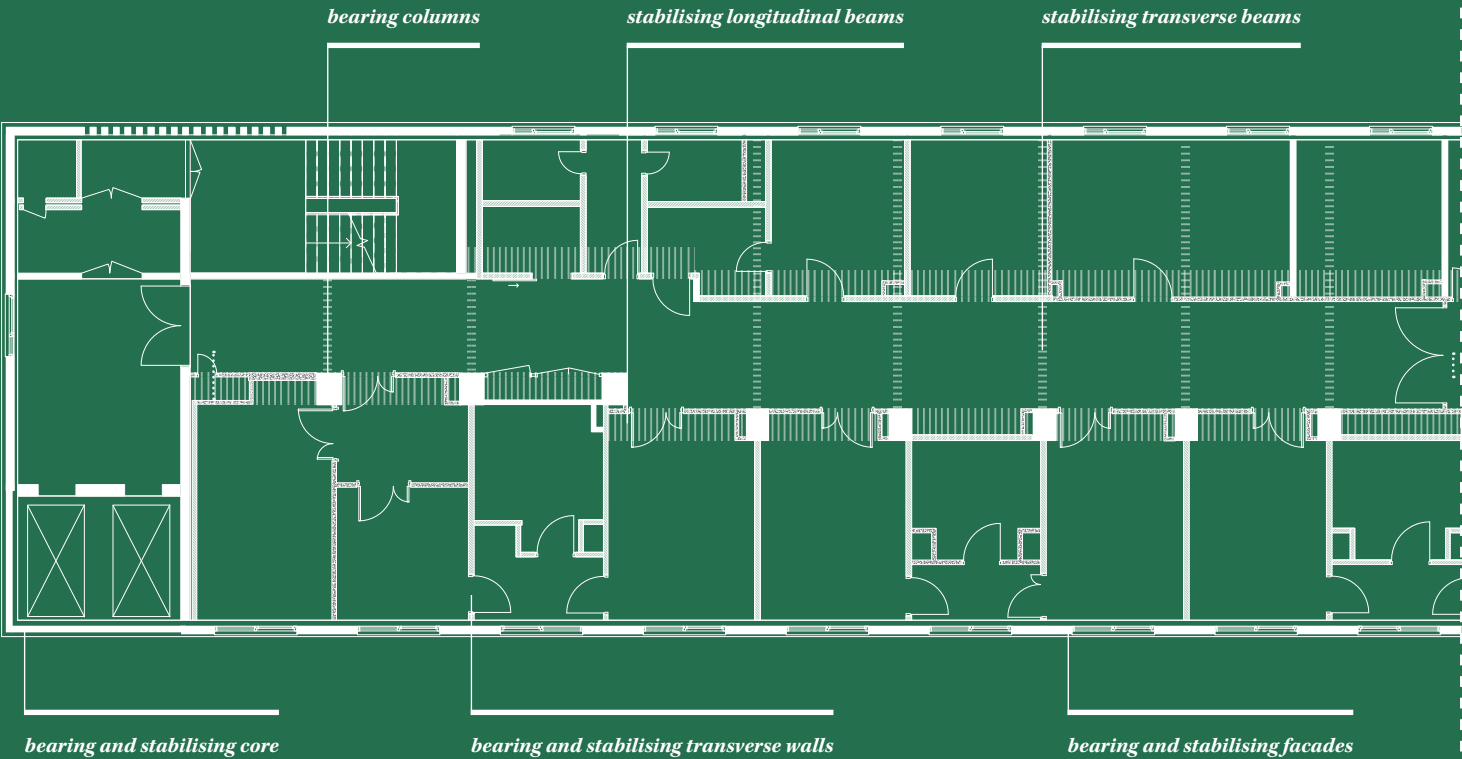 bearing columns
stabilising longitudinal beams
stabilising transverse beams
bearing and stabilising core
bearing and stabilising transverse walls
bearing and stabilising facades